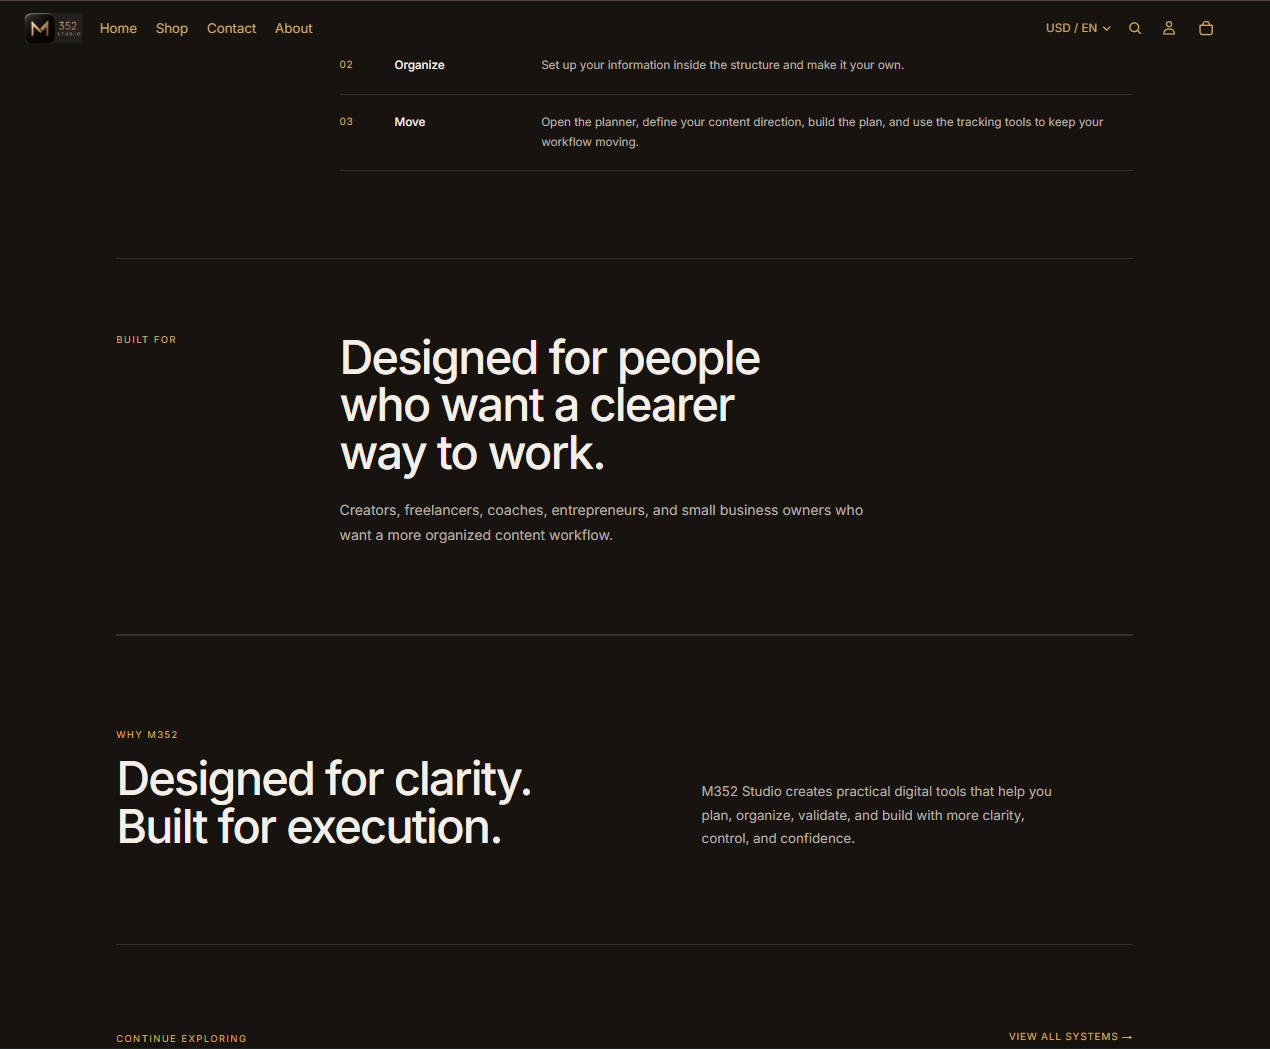 M 352 STUDIO Home Shop Contact About USD / EN
02 Organize Set up your information inside the structure and make it your own.
03 Move Open the planner, define your content direction, build the plan, and use the tracking tools to keep your
workflow moving.
BUILT FOR
Designed for people
who want a clearer
way to work.
Creators, freelancers, coaches, entrepreneurs, and small business owners who
want a more organized content workflow.
WHY M352
Designed for clarity.
Built for execution.
M352 Studio creates practical digital tools that help you
plan, organize, validate, and build with more clarity,
control, and confidence.
CONTINUE EXPLORING VIEW ALL SYSTEMS →